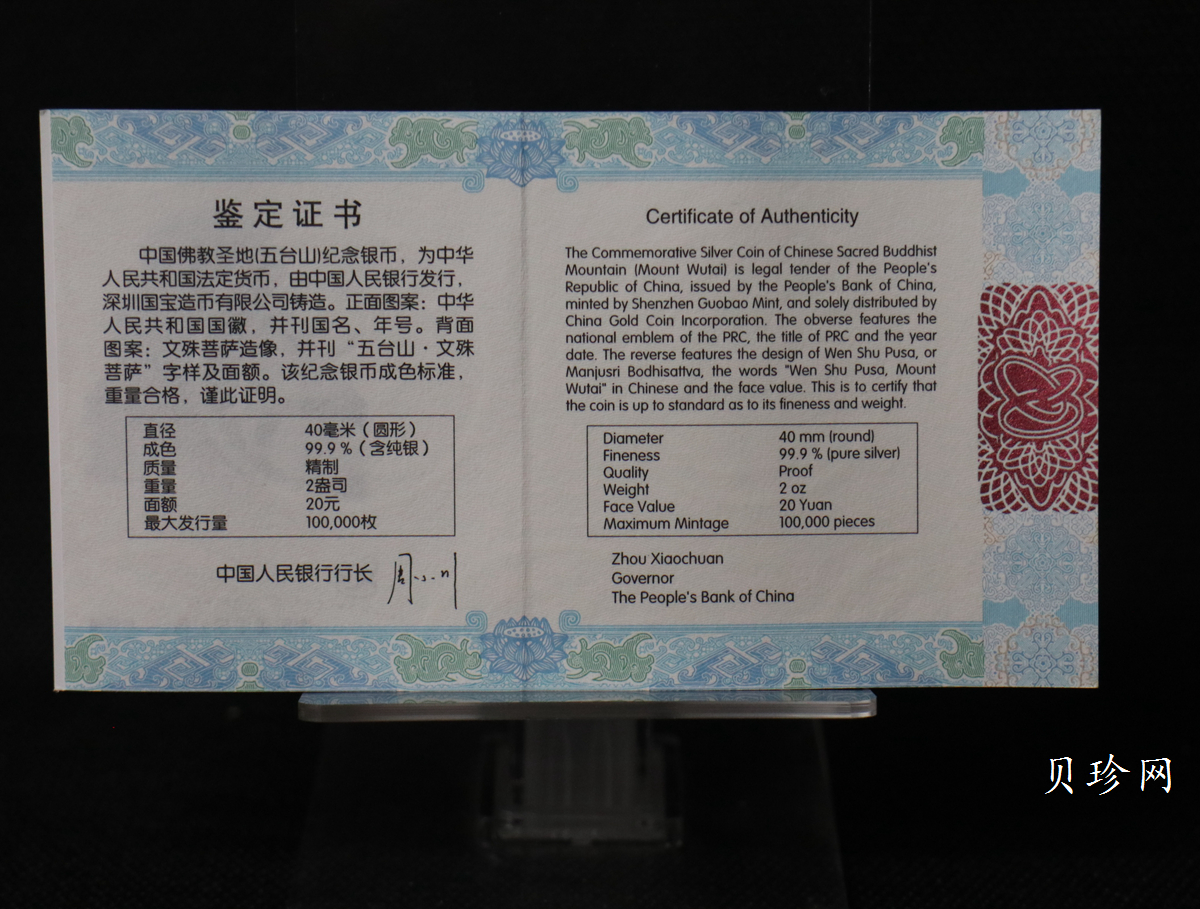 鉴定证书
中国佛教圣地(五台山)纪念银币，为中华
人民共和国法定货币，由中国人民银行发行，
深圳国宝造币有限公司铸造。正面图案：中华
人民共和国国徽，并刊国名、年号。背面
图案：文殊菩萨造像，并刊“五台山·文殊
菩萨”字样及面额。该纪念银币成色标准，
重量合格，谨此证明。
直径 40毫米（圆形）
成色 99.9 %（含纯银）
质量 精制
重量 2盎司
面额 20元
最大发行量 100,000枚
中国人民银行行长 周小川
Certificate of Authenticity
The Commemorative Silver Coin of Chinese Sacred Buddhist
Mountain (Mount Wutai) is legal tender of the People's
Republic of China, issued by the People's Bank of China,
minted by Shenzhen Guobao Mint, and solely distributed by
China Gold Coin Incorporation. The obverse features the
national emblem of the PRC, the title of PRC and the year
date. The reverse features the design of Wen Shu Pusa, or
Manjusri Bodhisattva, the words "Wen Shu Pusa, Mount
Wutai" in Chinese and the face value. This is to certify that
the coin is up to standard as to its fineness and weight.
Diameter 40 mm (round)
Fineness 99.9 % (pure silver)
Quality Proof
Weight 2 oz
Face Value 20 Yuan
Maximum Mintage 100,000 pieces
Zhou Xiaochuan
Governor
The People's Bank of China
贝珍网